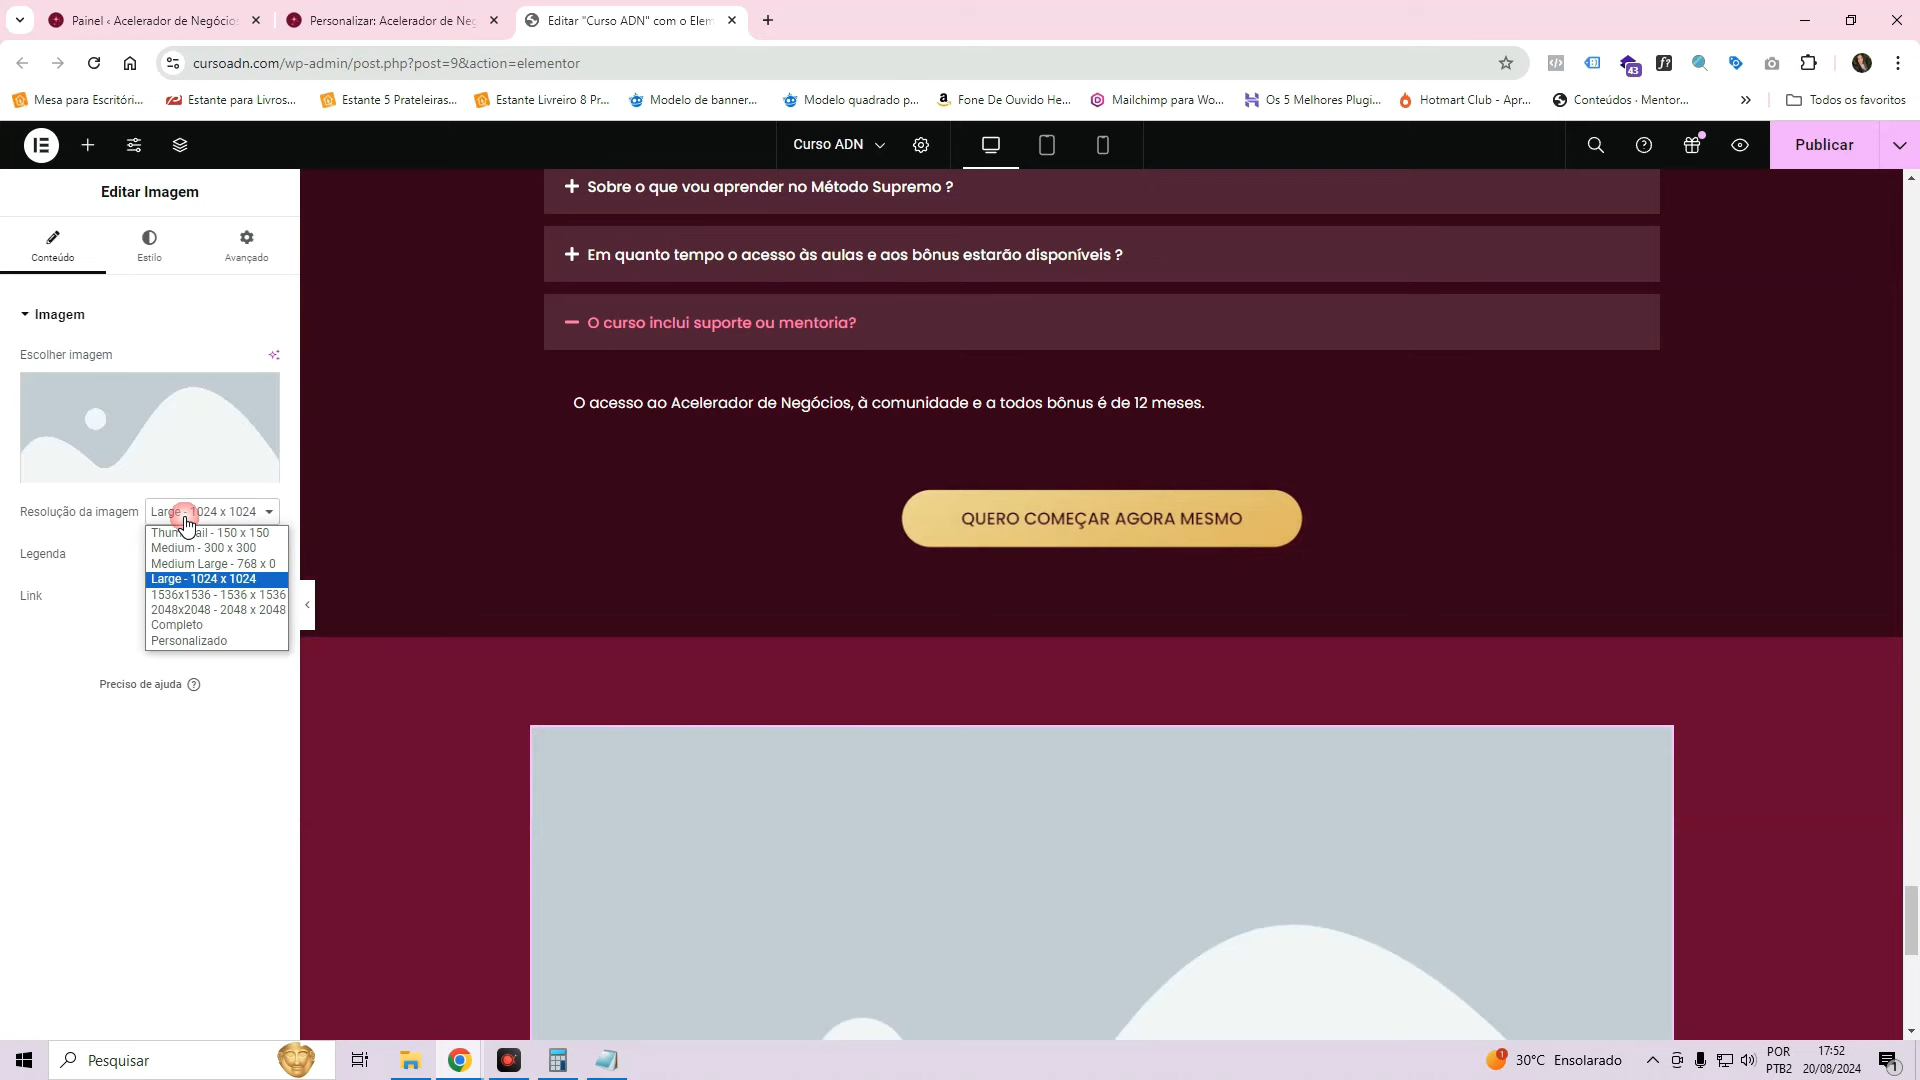 Painel ‹ Acelerador de Negócios
Personalizar: Acelerador de Neg
Editar "Curso ADN" com o Elem
cursoadn.com/wp-admin/post.php?post=9&action=elementor
43
Mesa para Escritóri...
Estante para Livros...
Estante 5 Prateleiras...
Estante Livreiro 8 Pr...
Modelo de banner...
Modelo quadrado p...
Fone De Ouvido He...
Mailchimp para Wo...
Os 5 Melhores Plugi...
Hotmart Club - Apr...
Conteúdos · Mentor...
»
Todos os favoritos
Curso ADN
Publicar
Editar Imagem
Conteúdo
Estilo
Avançado
Imagem
Escolher imagem
Resolução da imagem
Large - 1024 x 1024
Thumbnail - 150 x 150
Medium - 300 x 300
Medium Large - 768 x 0
Large - 1024 x 1024
1536x1536 - 1536 x 1536
2048x2048 - 2048 x 2048
Completo
Personalizado
Legenda
Link
Preciso de ajuda
Sobre o que vou aprender no Método Supremo ?
Em quanto tempo o acesso às aulas e aos bônus estarão disponíveis ?
O curso inclui suporte ou mentoria?
O acesso ao Acelerador de Negócios, à comunidade e a todos bônus é de 12 meses.
QUERO COMEÇAR AGORA MESMO
Pesquisar
1
30°C Ensolarado
POR
PTB2
17:52
20/08/2024
1